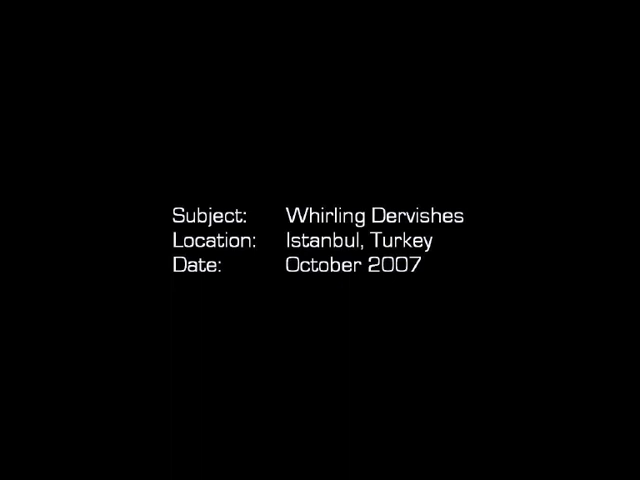 Subject: Whirling Dervishes
Location: Istanbul, Turkey
Date: October 2007